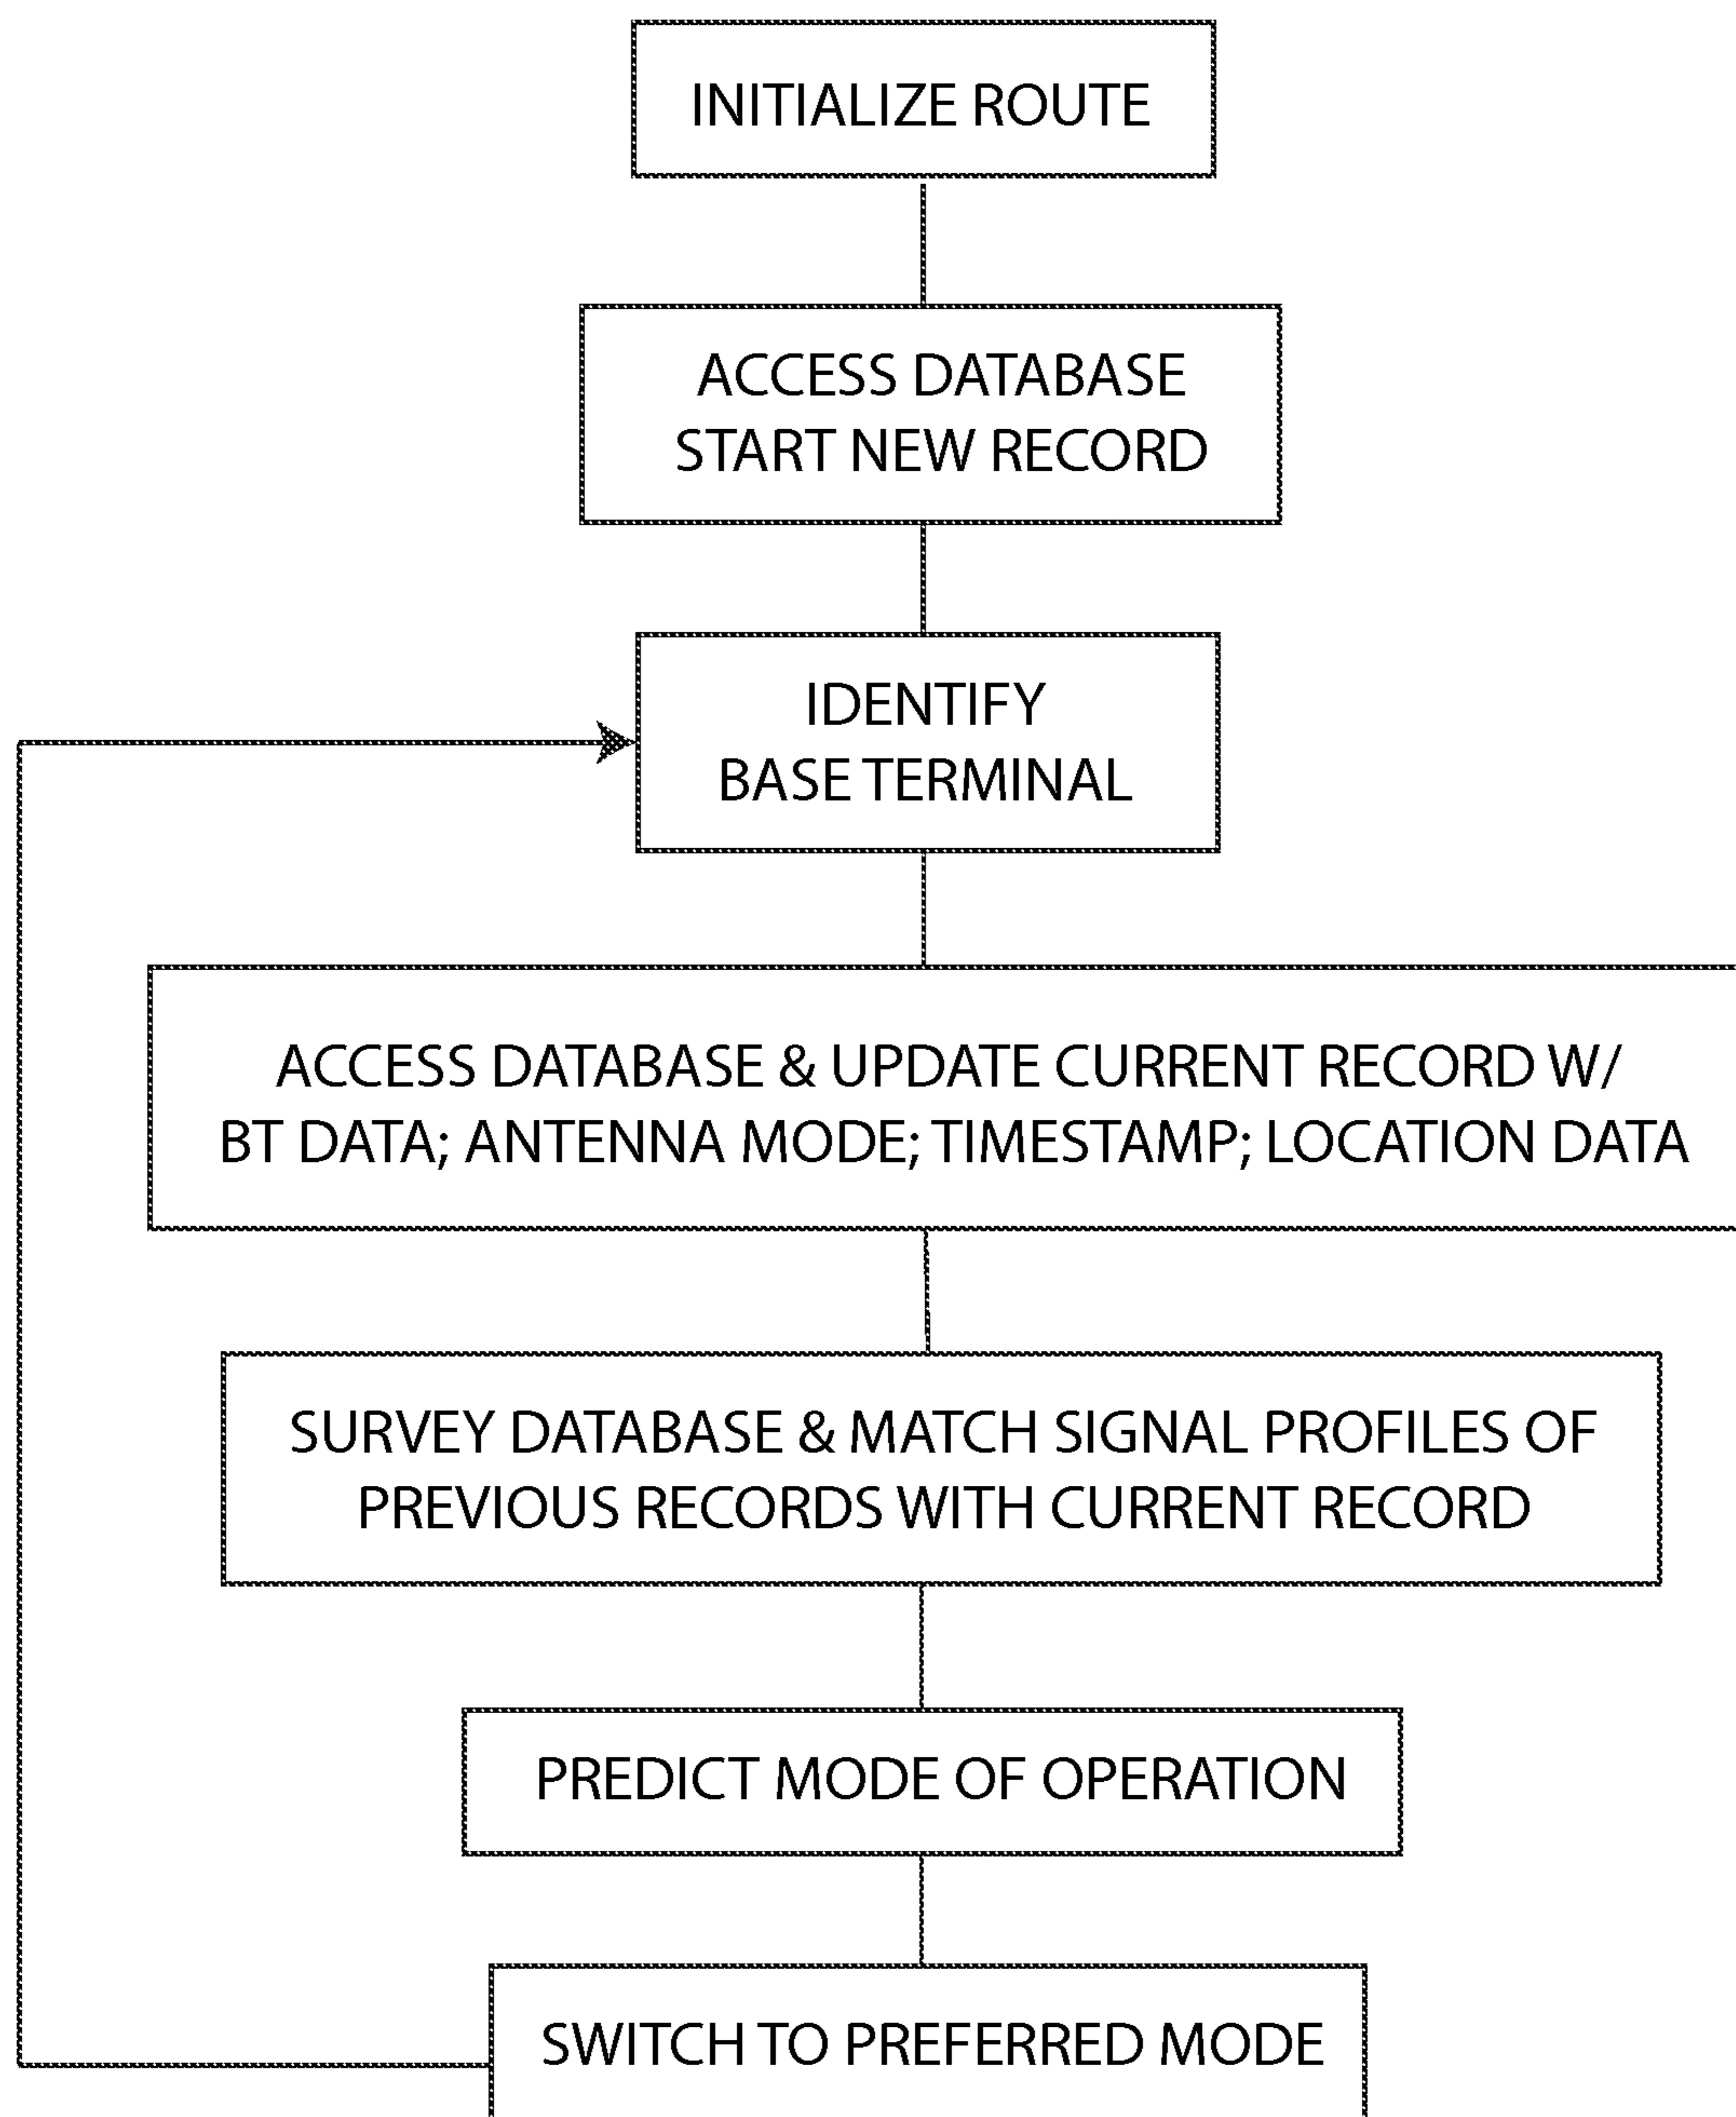 INITIALIZE ROUTE
ACCESS DATABASE
START NEW RECORD
IDENTIFY
BASE TERMINAL
ACCESS DATABASE & UPDATE CURRENT RECORD W/
BT DATA; ANTENNA MODE; TIMESTAMP; LOCATION DATA
SURVEY DATABASE & MATCH SIGNAL PROFILES OF
PREVIOUS RECORDS WITH CURRENT RECORD
PREDICT MODE OF OPERATION
SWITCH TO PREFERRED MODE